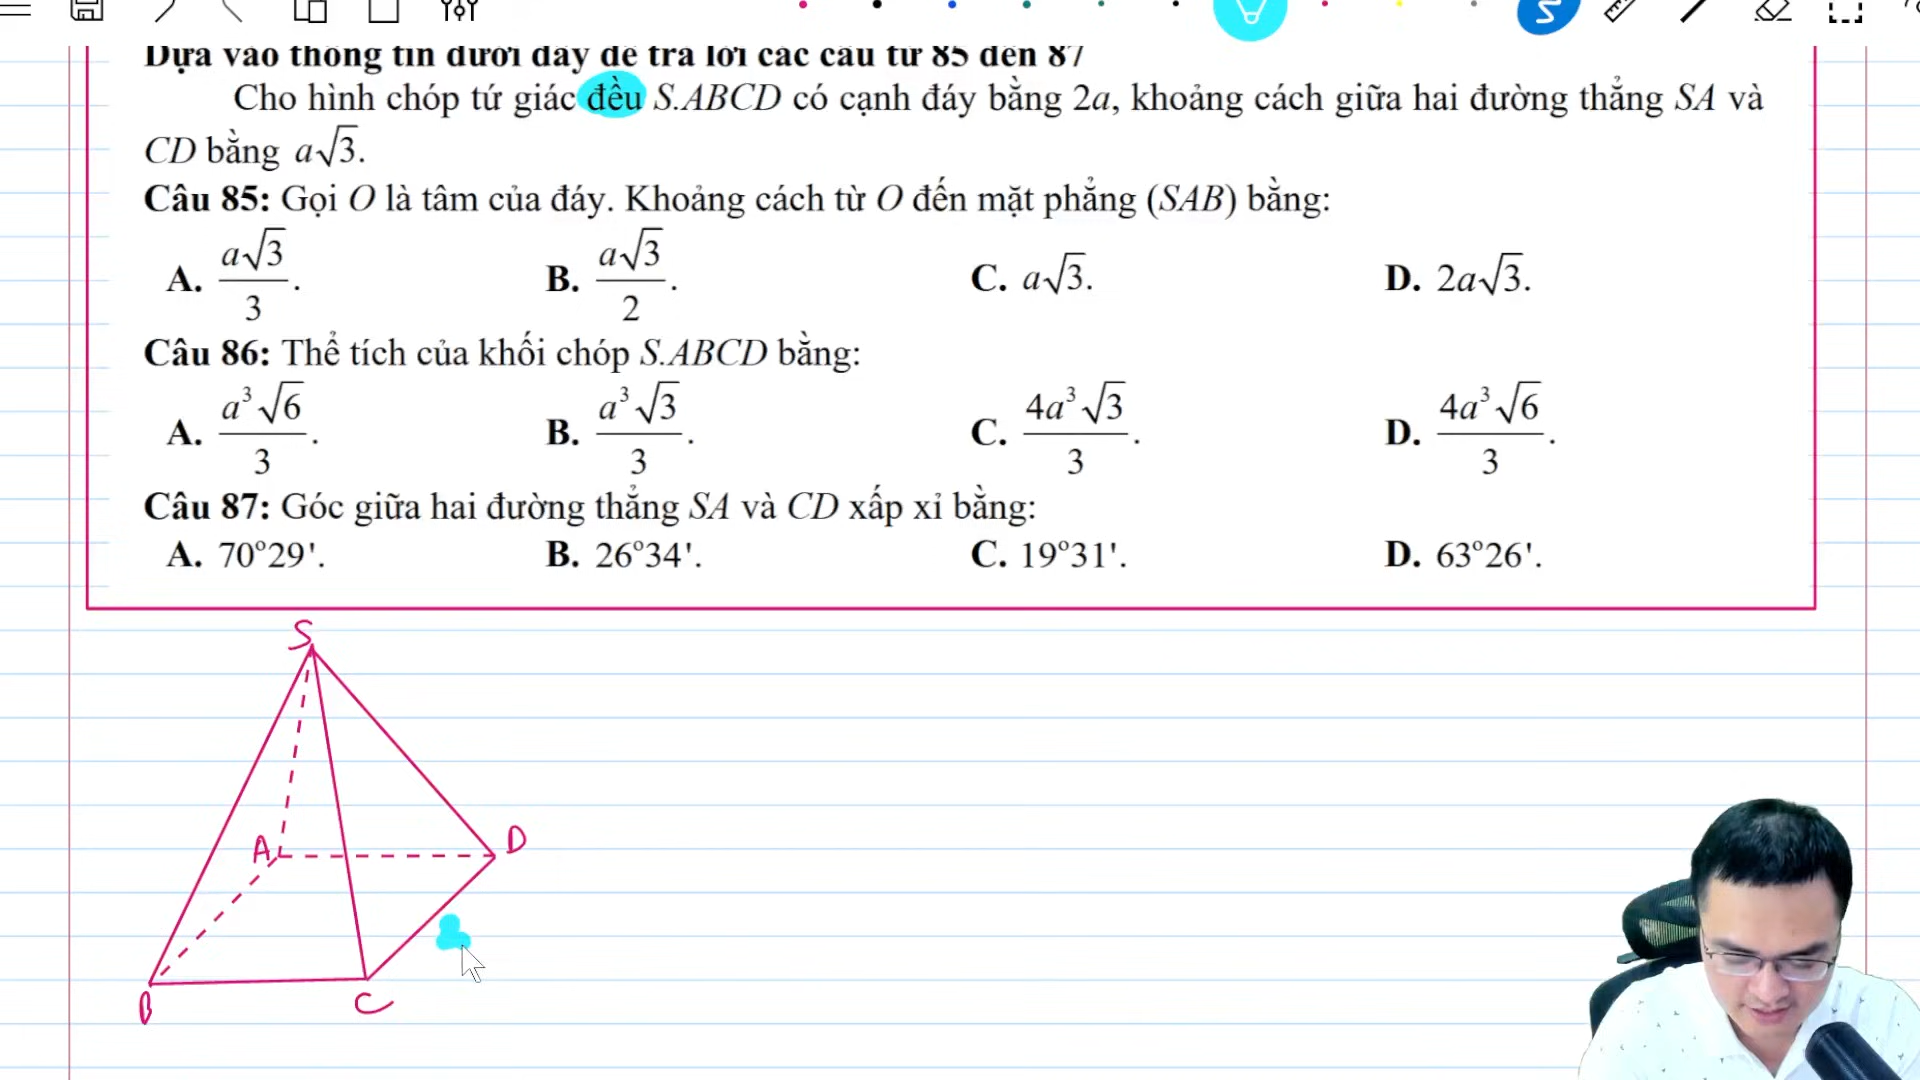 Dựa vào thông tin dưới đây để trả lời các câu từ 85 đến 87
Cho hình chóp tứ giác đều S.ABCD có cạnh đáy bằng 2a, khoảng cách giữa hai đường thẳng SA và
CD bằng a√3.
Câu 85: Gọi O là tâm của đáy. Khoảng cách từ O đến mặt phẳng (SAB) bằng:
A. a√3/3. B. a√3/2. C. a√3. D. 2a√3.
Câu 86: Thể tích của khối chóp S.ABCD bằng:
A. a³√6/3. B. a³√3/3. C. 4a³√3/3. D. 4a³√6/3.
Câu 87: Góc giữa hai đường thẳng SA và CD xấp xỉ bằng:
A. 70°29'. B. 26°34'. C. 19°31'. D. 63°26'.
S
A
D
B
C